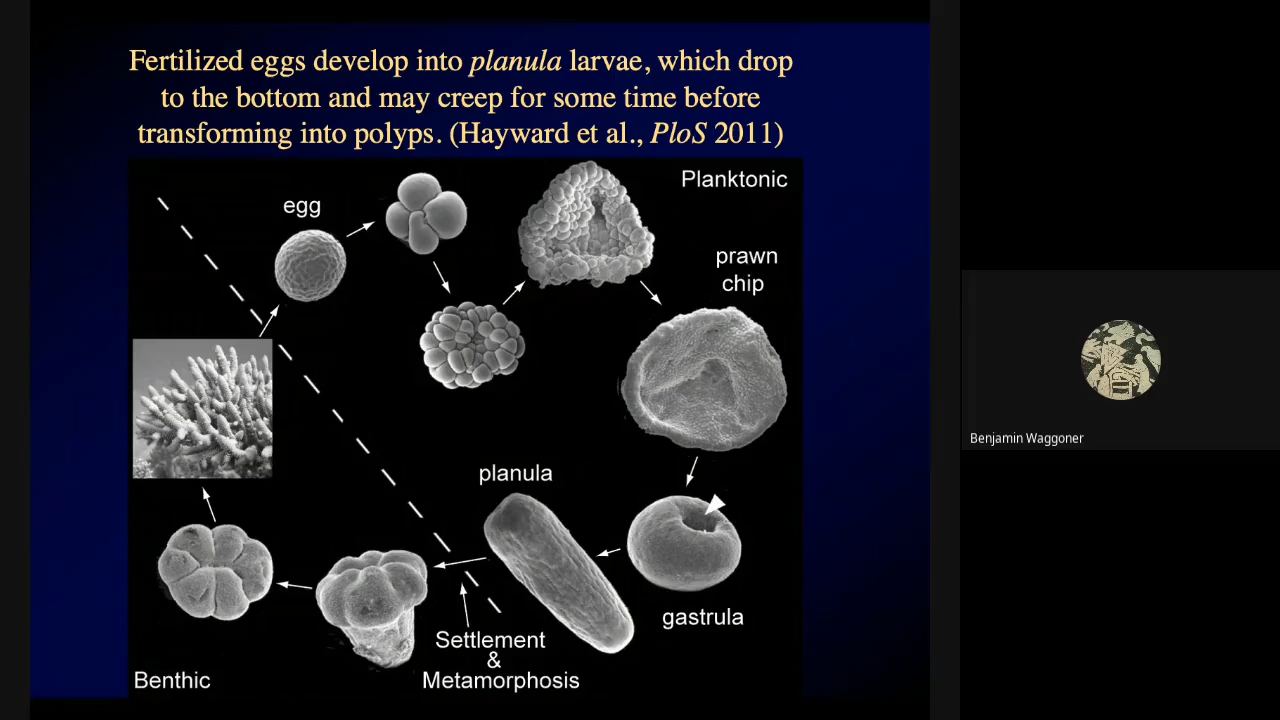 Fertilized eggs develop into planula larvae, which drop
to the bottom and may creep for some time before
transforming into polyps. (Hayward et al., PloS 2011)
Planktonic
egg
prawn
chip
planula
gastrula
Settlement
&
Metamorphosis
Benthic
Benjamin Waggoner